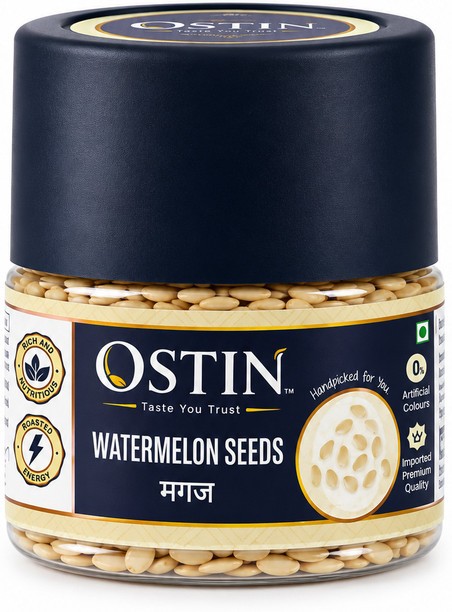 OSTIN
Taste You Trust
RICH AND
NUTRITIOUS
ROASTED
ENERGY
OSTIN™
Taste You Trust
WATERMELON SEEDS
मगज
Handpicked for You
0%
Artificial
Colours
Imported
Premium
Quality